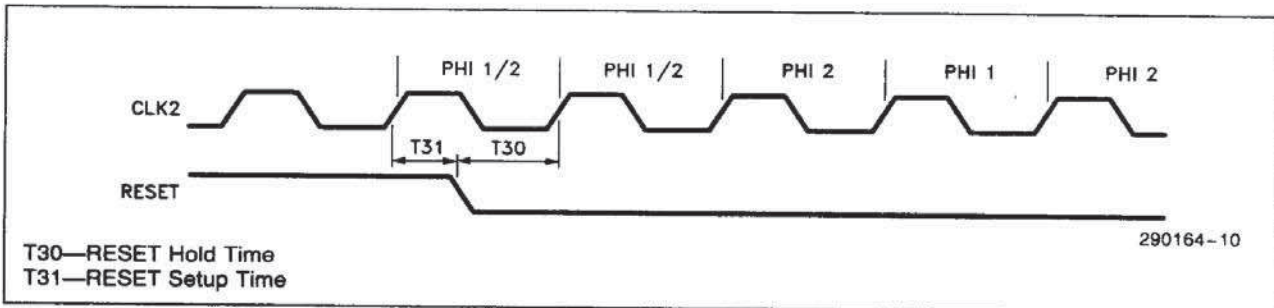 PHI 1/2 PHI 1/2 PHI 2 PHI 1 PHI 2
CLK2
T31 T30
RESET
290164-10
T30—RESET Hold Time
T31—RESET Setup Time